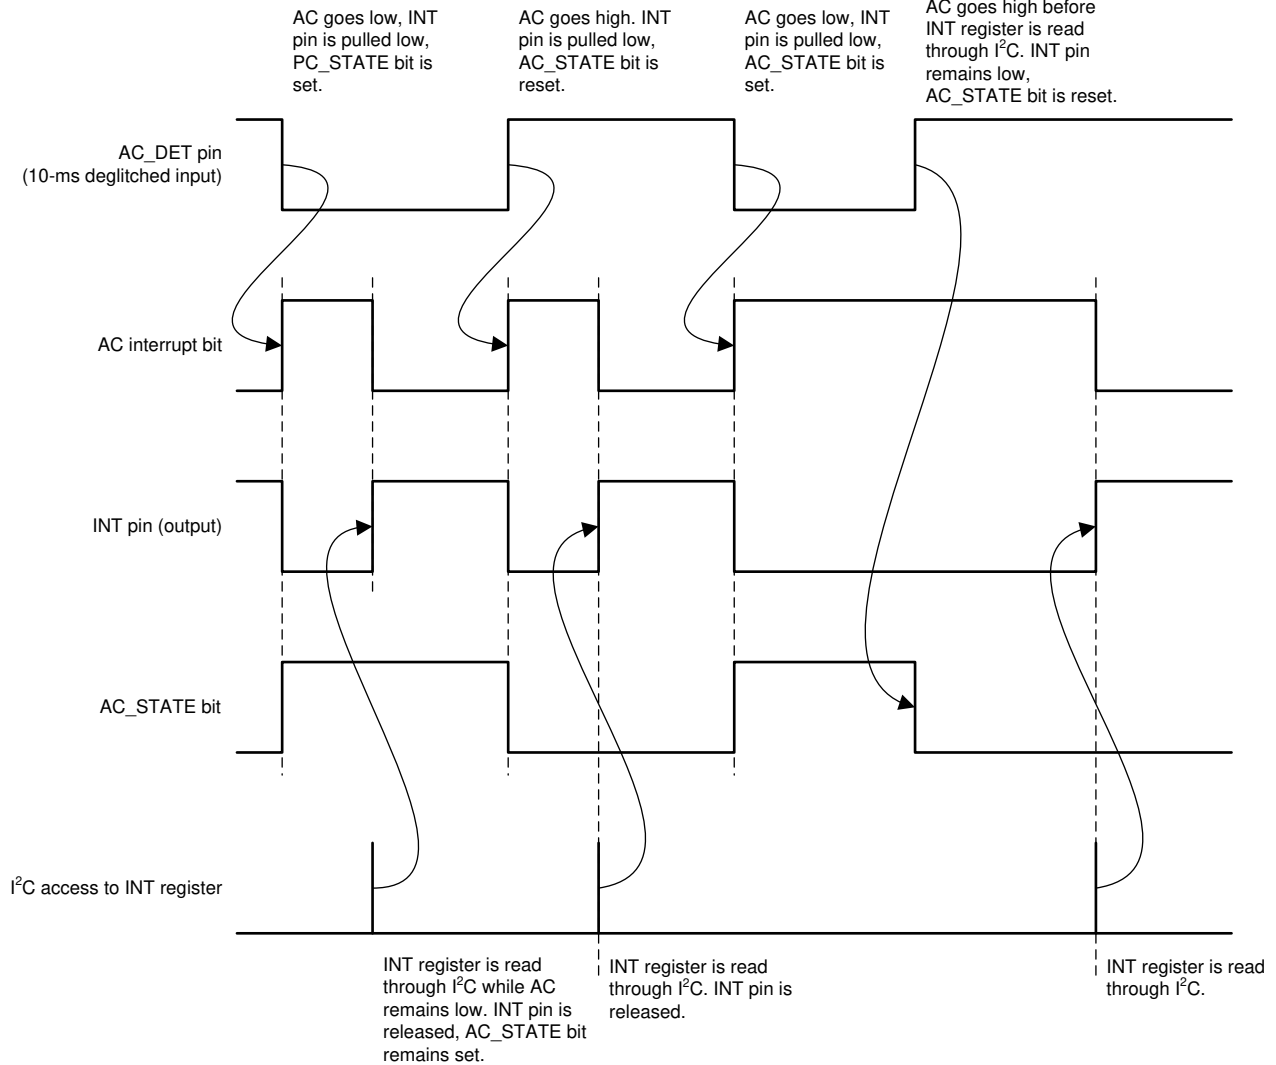 AC goes low, INT
pin is pulled low,
PC_STATE bit is
set.
AC goes high. INT
pin is pulled low,
AC_STATE bit is
reset.
AC goes low, INT
pin is pulled low,
AC_STATE bit is
set.
AC goes high before
INT register is read
through I²C. INT pin
remains low,
AC_STATE bit is reset.
AC_DET pin
(10-ms deglitched input)
AC interrupt bit
INT pin (output)
AC_STATE bit
I²C access to INT register
INT register is read
through I²C while AC
remains low. INT pin is
released, AC_STATE bit
remains set.
INT register is read
through I²C. INT pin is
released.
INT register is read
through I²C.